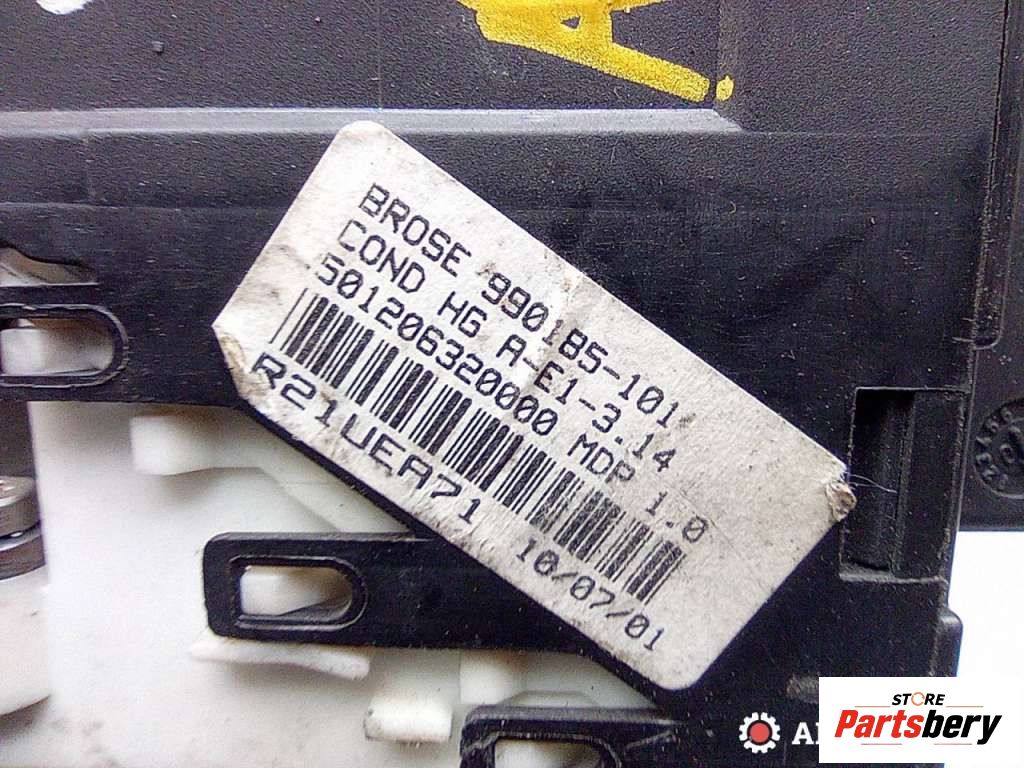 A.
BROSE 990185-101
COND HG A-E1-3.14
501206320000 MDP 1.0
R21UEA71 10/07/01
STORE
Partsbery